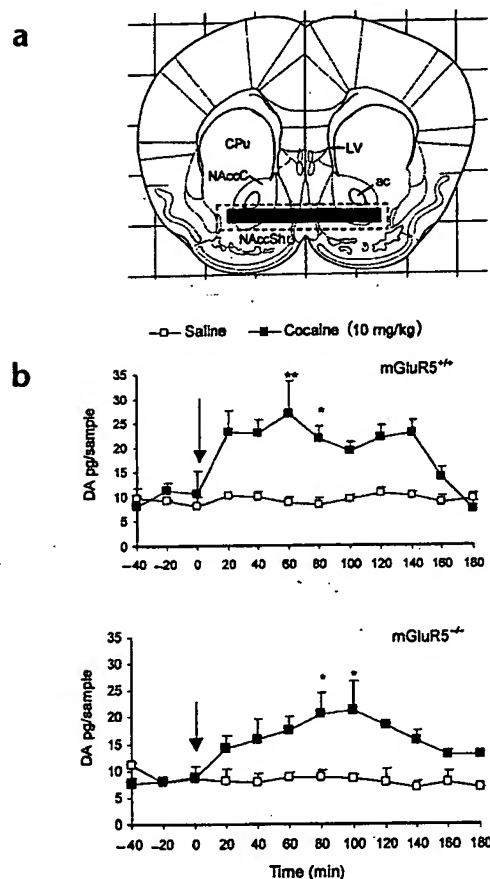 a
CPu
LV
NAccC
ac
NAccSh
Saline Cocaine (10 mg/kg)
b
mGluR5+/+
DA pg/sample
35
30
25
20
15
10
5
0
** *
−40 −20 0 20 40 60 80 100 120 140 160 180
mGluR5−/−
DA pg/sample
35
30
25
20
15
10
5
0
* *
−40 −20 0 20 40 60 80 100 120 140 160 180
Time (min)